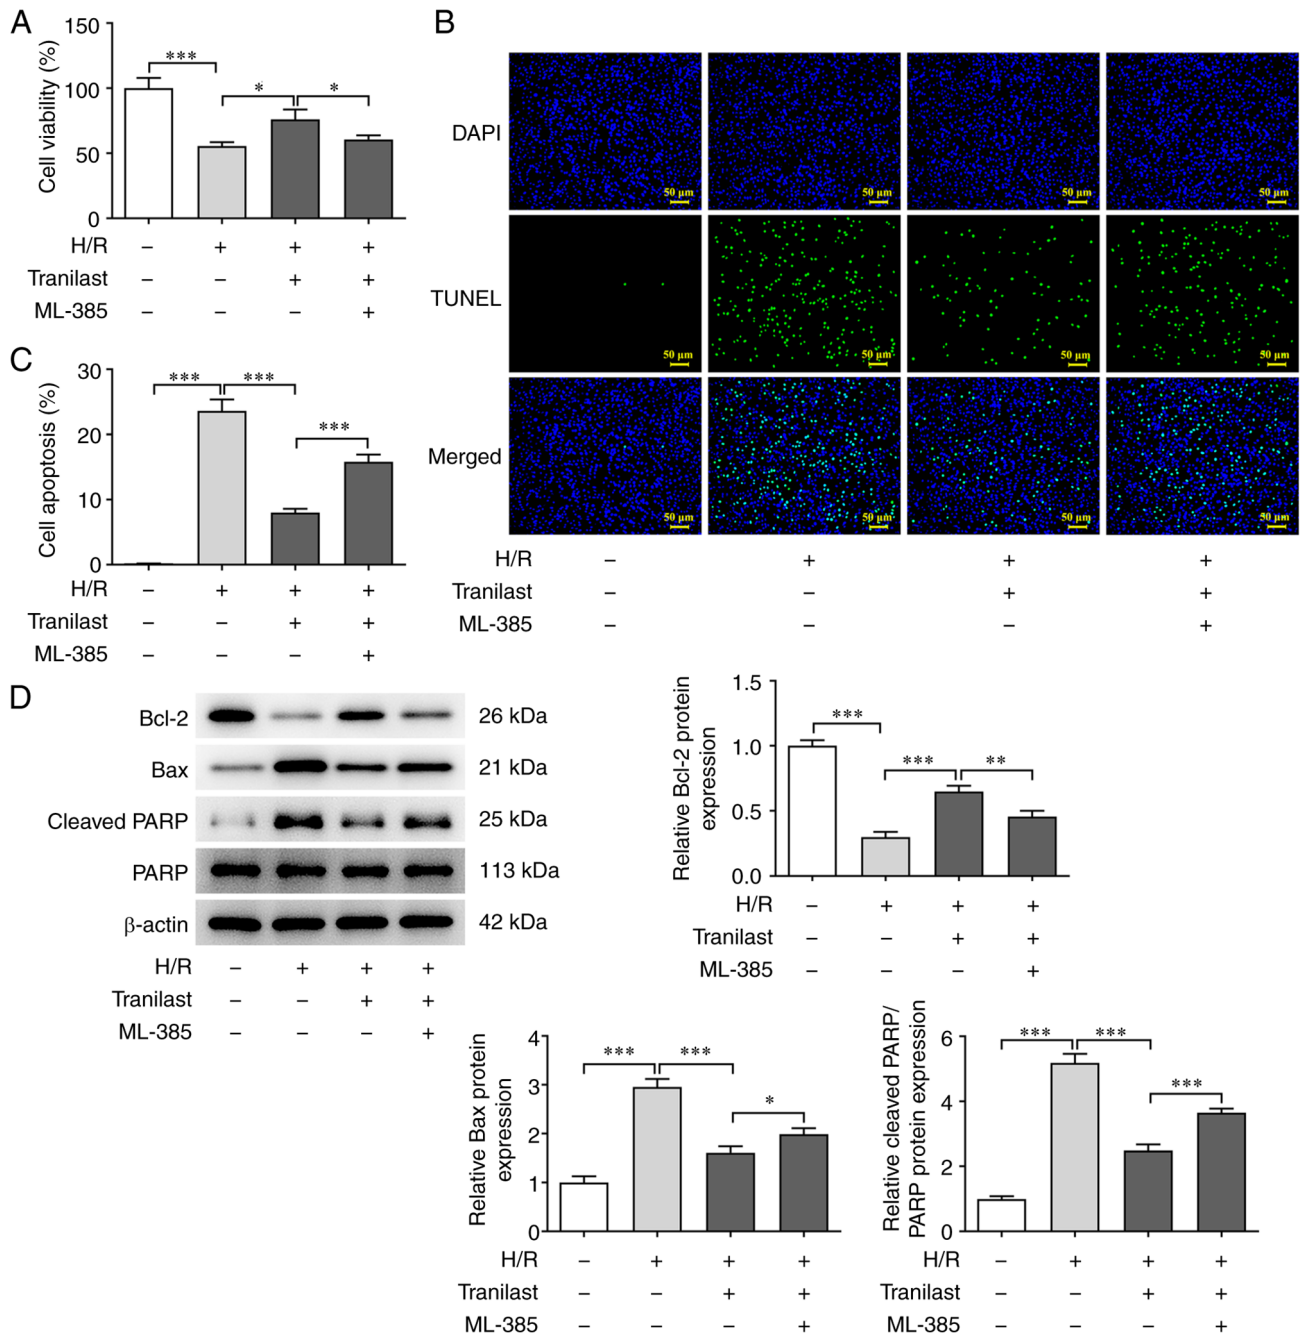 A
Cell viability (%)
150
100
50
0
***
*
*
H/R – + + +
Tranilast – – + +
ML-385 – – – +
B
DAPI
50 µm 50 µm 50 µm 50 µm
TUNEL
50 µm 50 µm 50 µm 50 µm
Merged
50 µm 50 µm 50 µm 50 µm
H/R – + + +
Tranilast – – + +
ML-385 – – – +
C
Cell apoptosis (%)
30
20
10
0
*** ***
***
H/R – + + +
Tranilast – – + +
ML-385 – – – +
D
Bcl-2 26 kDa
Bax 21 kDa
Cleaved PARP 25 kDa
PARP 113 kDa
β-actin 42 kDa
H/R – + + +
Tranilast – – + +
ML-385 – – – +
Relative Bcl-2 protein
expression
1.5
1.0
0.5
0.0
***
*** **
H/R – + + +
Tranilast – – + +
ML-385 – – – +
Relative Bax protein
expression
4
3
2
1
0
*** ***
*
H/R – + + +
Tranilast – – + +
ML-385 – – – +
Relative cleaved PARP/
PARP protein expression
6
4
2
0
*** ***
***
H/R – + + +
Tranilast – – + +
ML-385 – – – +